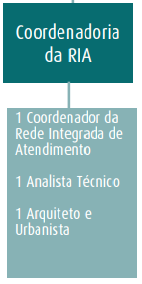 Coordenadoria
da RIA
1 Coordenador da
Rede Integrada de
Atendimento
1 Analista Técnico
1 Arquiteto e
Urbanista